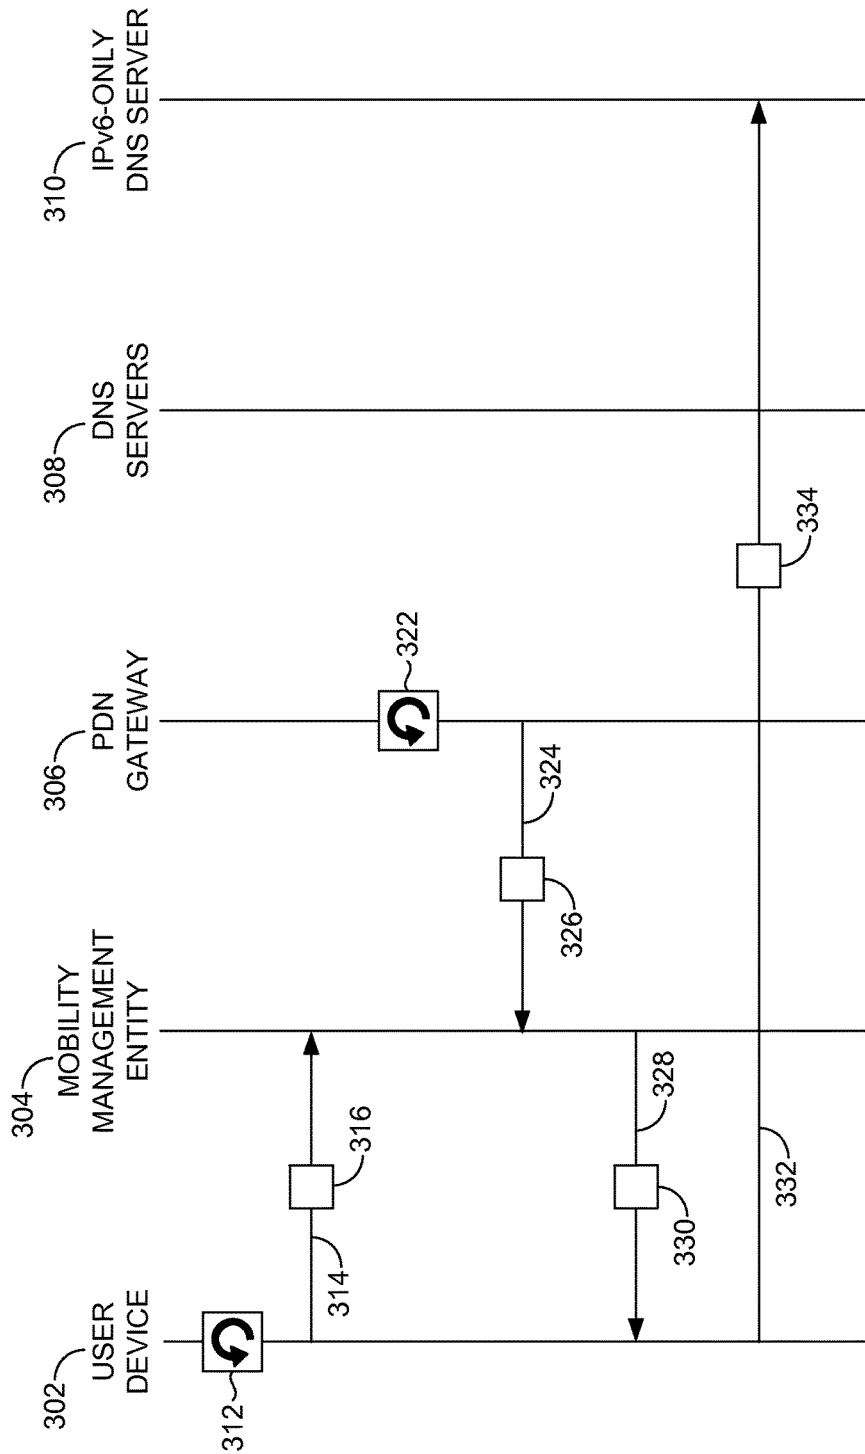 302
USER
DEVICE
304
MOBILITY
MANAGEMENT
ENTITY
306
PDN
GATEWAY
308
DNS
SERVERS
310
IPv6-ONLY
DNS SERVER
312
314
316
322
324
326
328
330
332
334